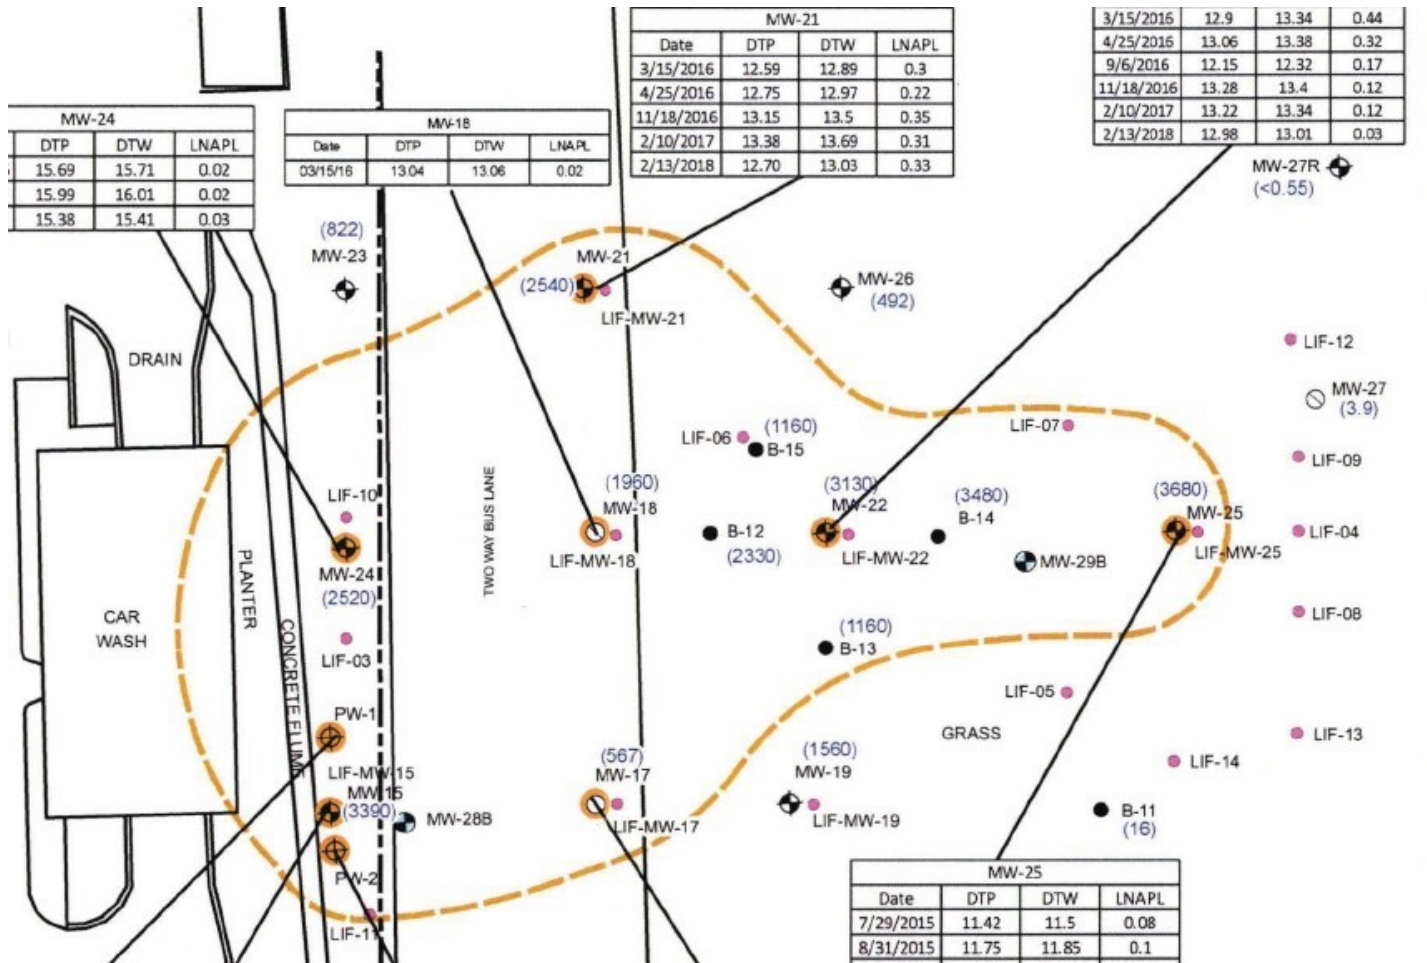 MW-21
Date DTP DTW LNAPL
3/15/2016 12.59 12.89 0.3
4/25/2016 12.75 12.97 0.22
11/18/2016 13.15 13.5 0.35
2/10/2017 13.38 13.69 0.31
2/13/2018 12.70 13.03 0.33
3/15/2016 12.9 13.34 0.44
4/25/2016 13.06 13.38 0.32
9/6/2016 12.15 12.32 0.17
11/18/2016 13.28 13.4 0.12
2/10/2017 13.22 13.34 0.12
2/13/2018 12.98 13.01 0.03
MW-24
DTP DTW LNAPL
15.69 15.71 0.02
15.99 16.01 0.02
15.38 15.41 0.03
MW-18
Date DTP DTW LNAPL
03/15/16 13.04 13.06 0.02
MW-27R
(<0.55)
(822)
MW-23
MW-21
(2540)
LIF-MW-21
MW-26
(492)
DRAIN
LIF-12
MW-27
(3.9)
LIF-06
(1160)
B-15
LIF-07
LIF-09
LIF-10
TWO LANE BUSWAY
(1960)
MW-18
LIF-MW-18
B-12
(2330)
(3130)
MW-22
LIF-MW-22
(3480)
B-14
(3680)
MW-25
LIF-MW-25
LIF-04
MW-24
(2520)
MW-29B
PLANTER
CAR
WASH
CONCRETE FLUME
LIF-03
(1160)
B-13
LIF-08
LIF-05
PW-1
GRASS
LIF-13
LIF-14
LIF-MW-15
MW-15
(3390)
MW-28B
(567)
MW-17
LIF-MW-17
(1560)
MW-19
LIF-MW-19
B-11
(16)
PW-2
LIF-11
MW-25
Date DTP DTW LNAPL
7/29/2015 11.42 11.5 0.08
8/31/2015 11.75 11.85 0.1